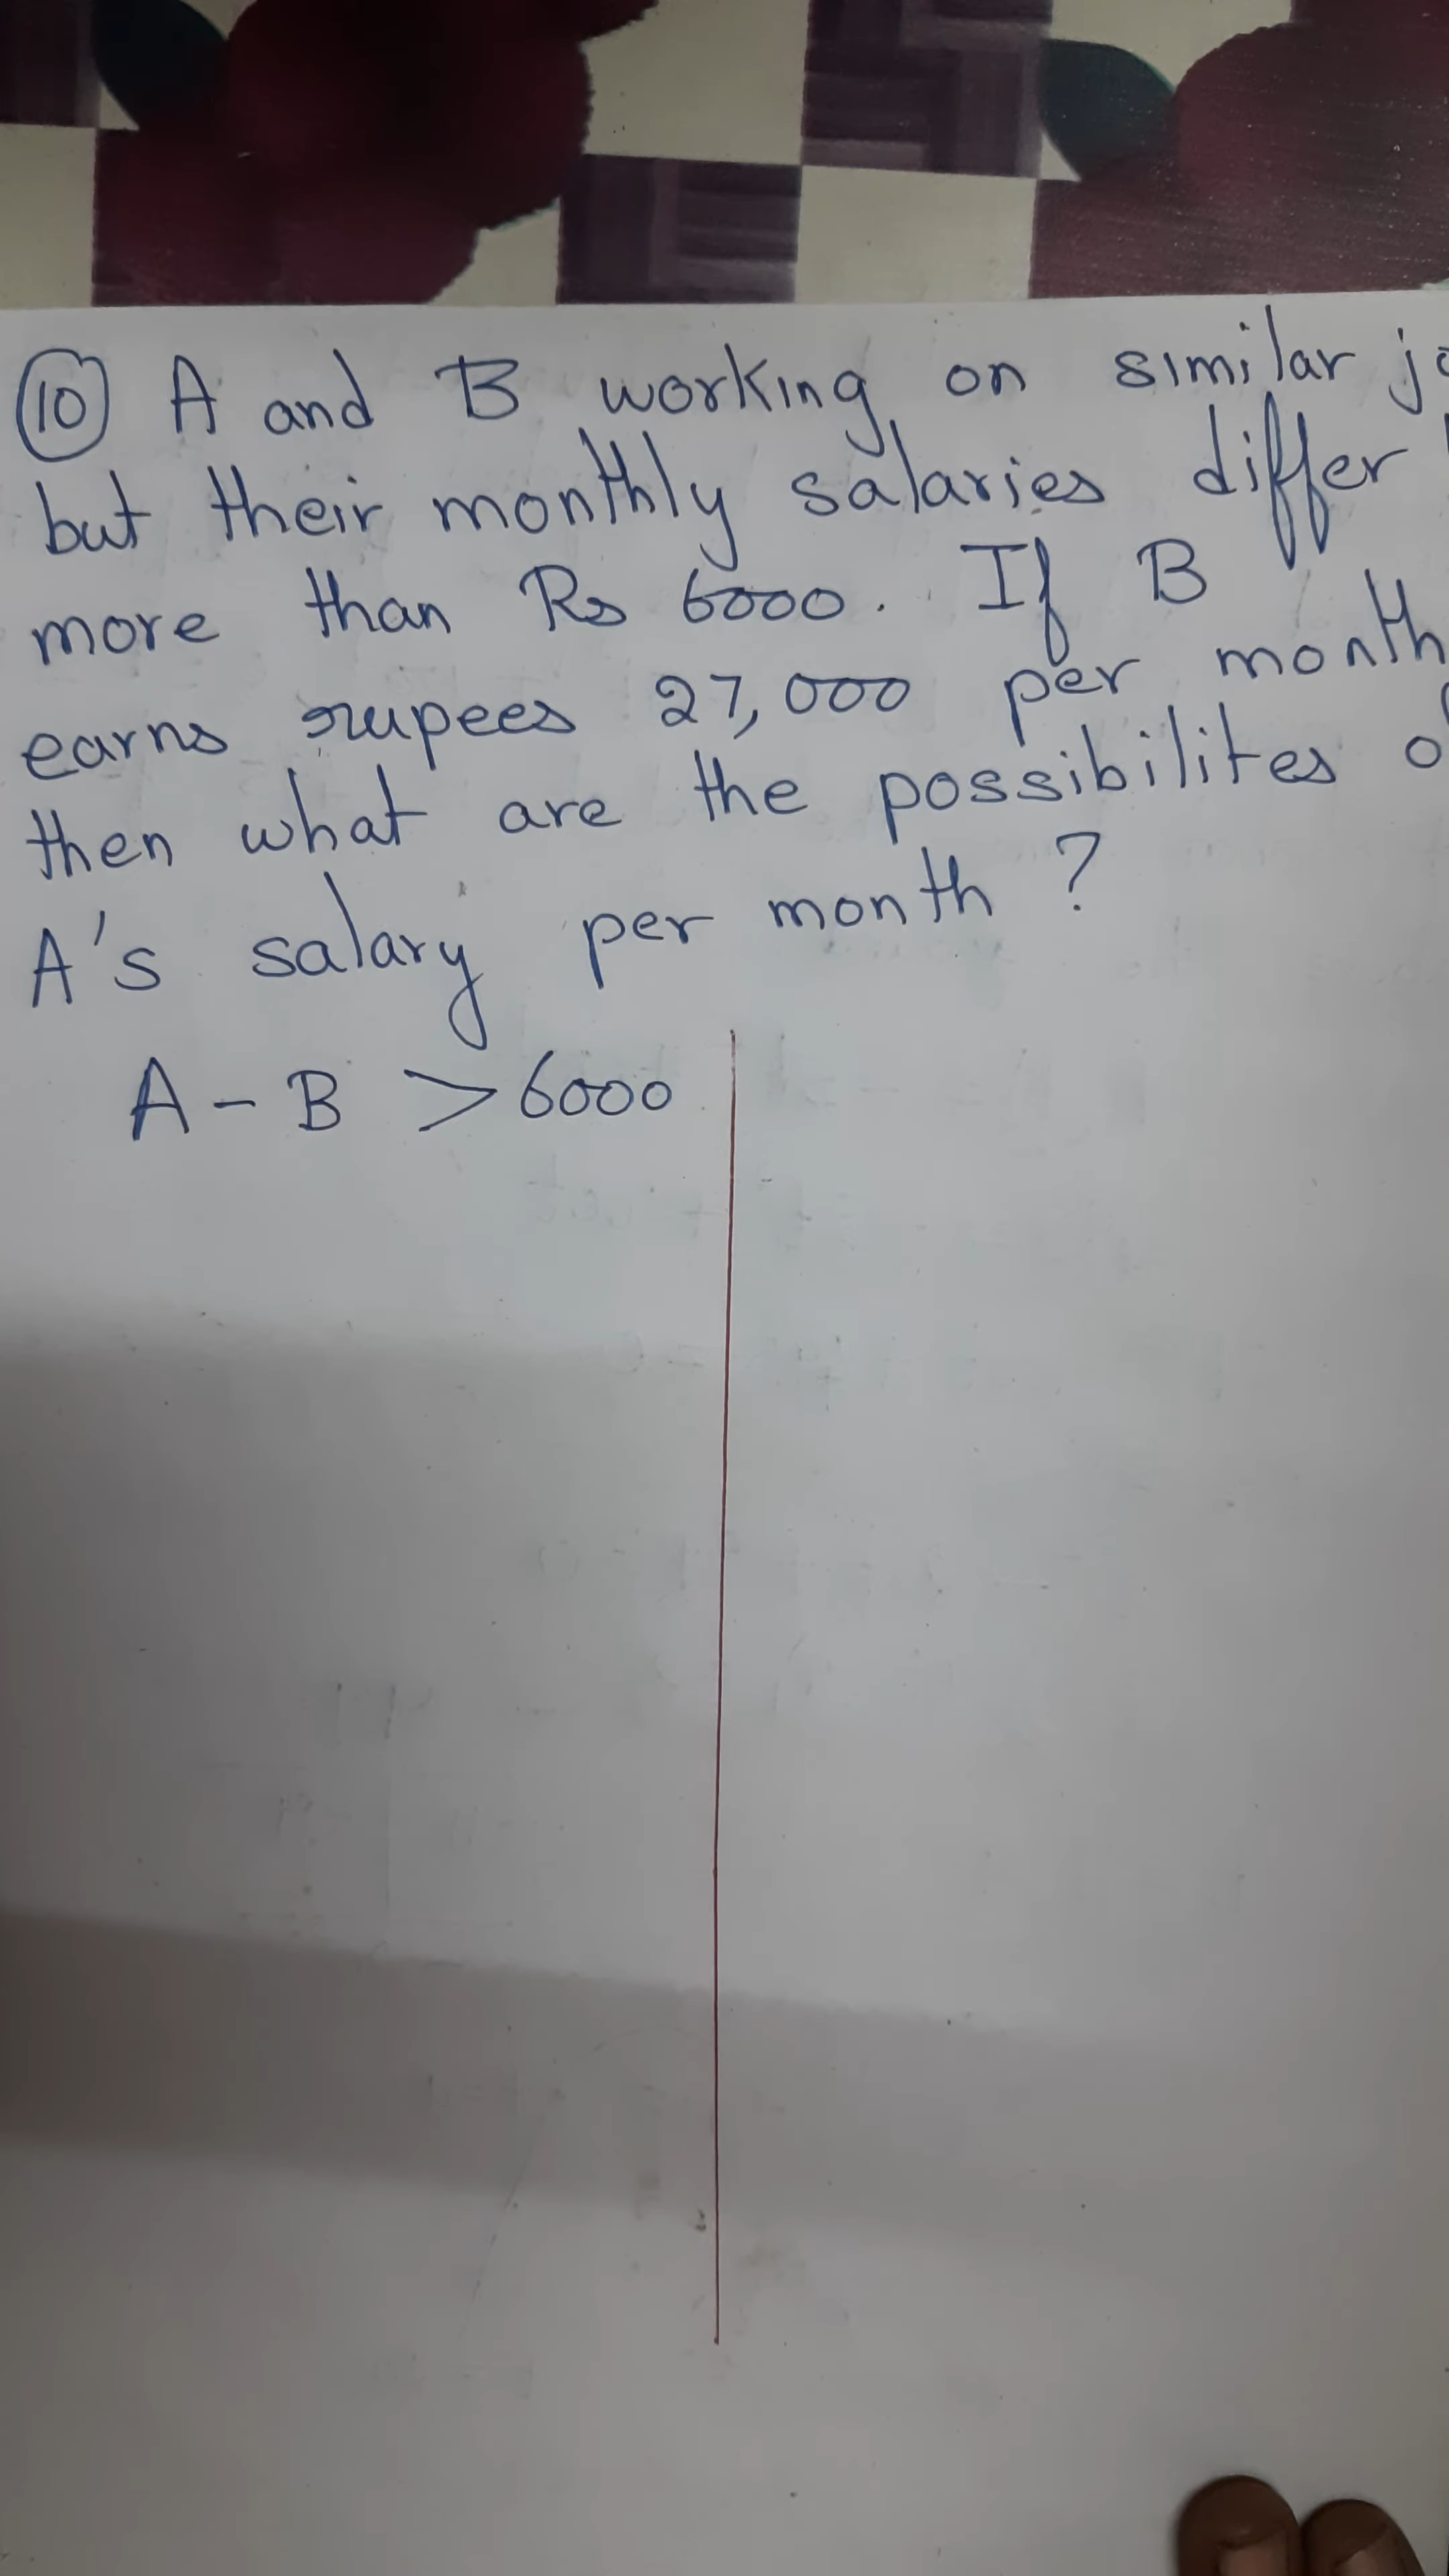 10 A and B working on similar jo
but their monthly salaries differ
more than Rs 6000. If B
earns rupees 27,000 per month
then what are the possibilites o
A's salary per month ?
A - B > 6000